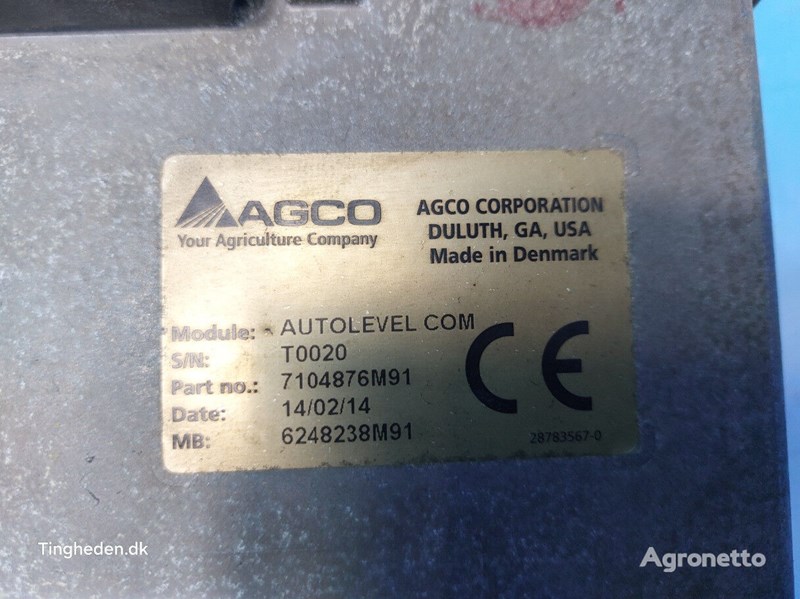 AGCO
Your Agriculture Company
AGCO CORPORATION
DULUTH, GA, USA
Made in Denmark
Module: AUTOLEVEL COM
S/N: T0020
Part no.: 7104876M91
Date: 14/02/14
MB: 6248238M91
CE
28783567-0
Tingheden.dk
Agronetto